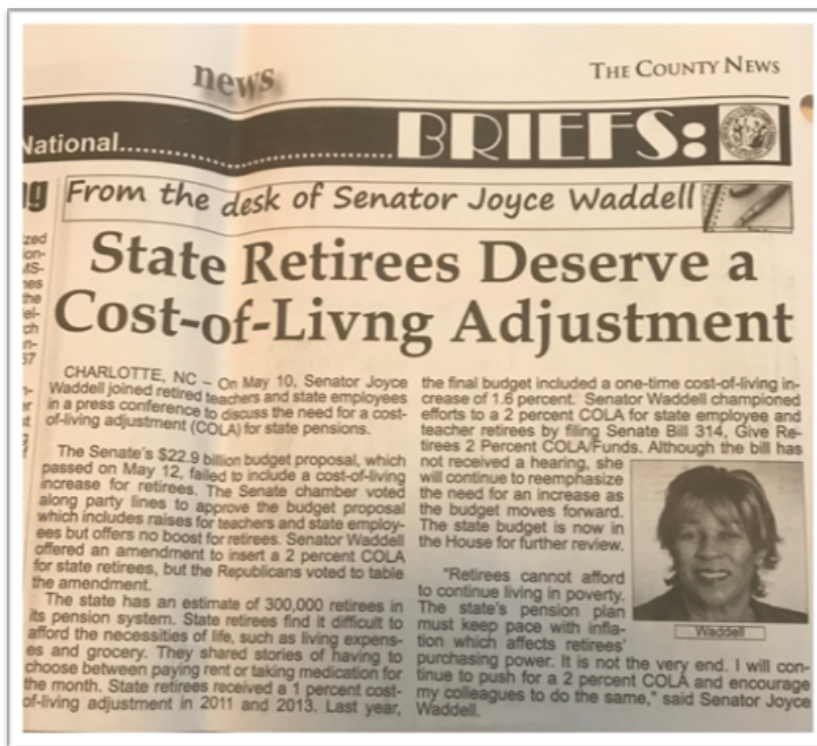 news
THE COUNTY NEWS
National
BRIEFS:
From the desk of Senator Joyce Waddell
State Retirees Deserve a
Cost-of-Livng Adjustment
CHARLOTTE, NC – On May 10, Senator Joyce
Waddell joined retired teachers and state employees
in a press conference to discuss the need for a cost-
of-living adjustment (COLA) for state pensions.
The Senate's $22.9 billion budget proposal, which
passed on May 12, failed to include a cost-of-living
increase for retirees. The Senate chamber voted
along party lines to approve the budget proposal
which includes raises for teachers and state employ-
ees but offers no boost for retirees. Senator Waddell
offered an amendment to insert a 2 percent COLA
for state retirees, but the Republicans voted to table
the amendment.
The state has an estimate of 300,000 retirees in
its pension system. State retirees find it difficult to
afford the necessities of life, such as living expens-
es and grocery. They shared stories of having to
choose between paying rent or taking medication for
the month. State retirees received a 1 percent cost-
of-living adjustment in 2011 and 2013. Last year,
the final budget included a one-time cost-of-living in-
crease of 1.6 percent. Senator Waddell championed
efforts to a 2 percent COLA for state employee and
teacher retirees by filing Senate Bill 314, Give Re-
tirees 2 Percent COLA/Funds. Although the bill has
not received a hearing, she
will continue to reemphasize
the need for an increase as
the budget moves forward.
The state budget is now in
the House for further review.
"Retirees cannot afford
to continue living in poverty.
The state's pension plan
must keep pace with infla-
tion which affects retirees'
purchasing power. It is not the very end. I will con-
tinue to push for a 2 percent COLA and encourage
my colleagues to do the same," said Senator Joyce
Waddell.
Waddell